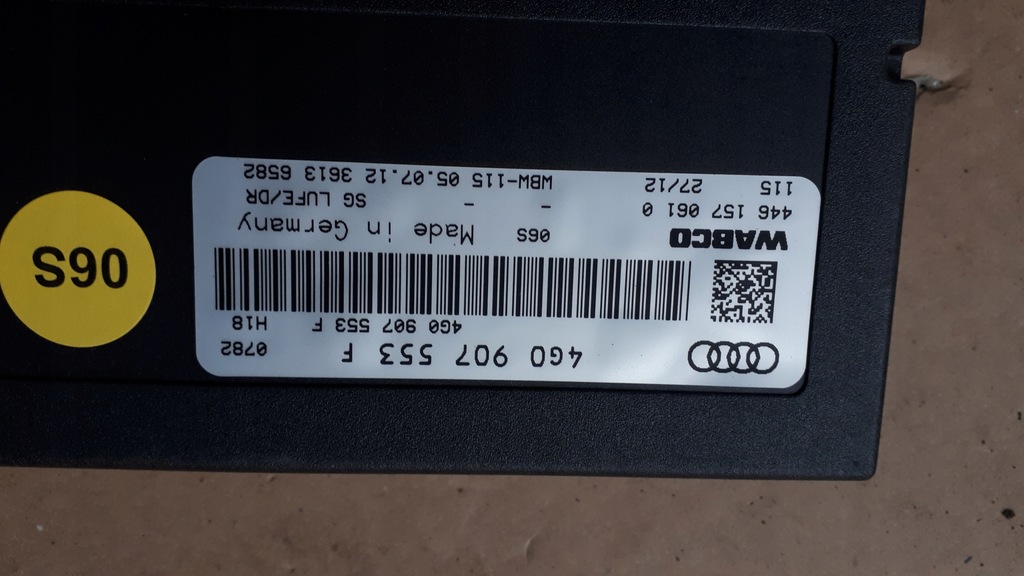 4G0 907 553 F 0782
4G0 907 553 F H18
WABCO 06S Made in Germany
446 157 061 0 - - SG LUFE/DR
115 27/12 WBW-115 05.07.12 3613 6582
06S